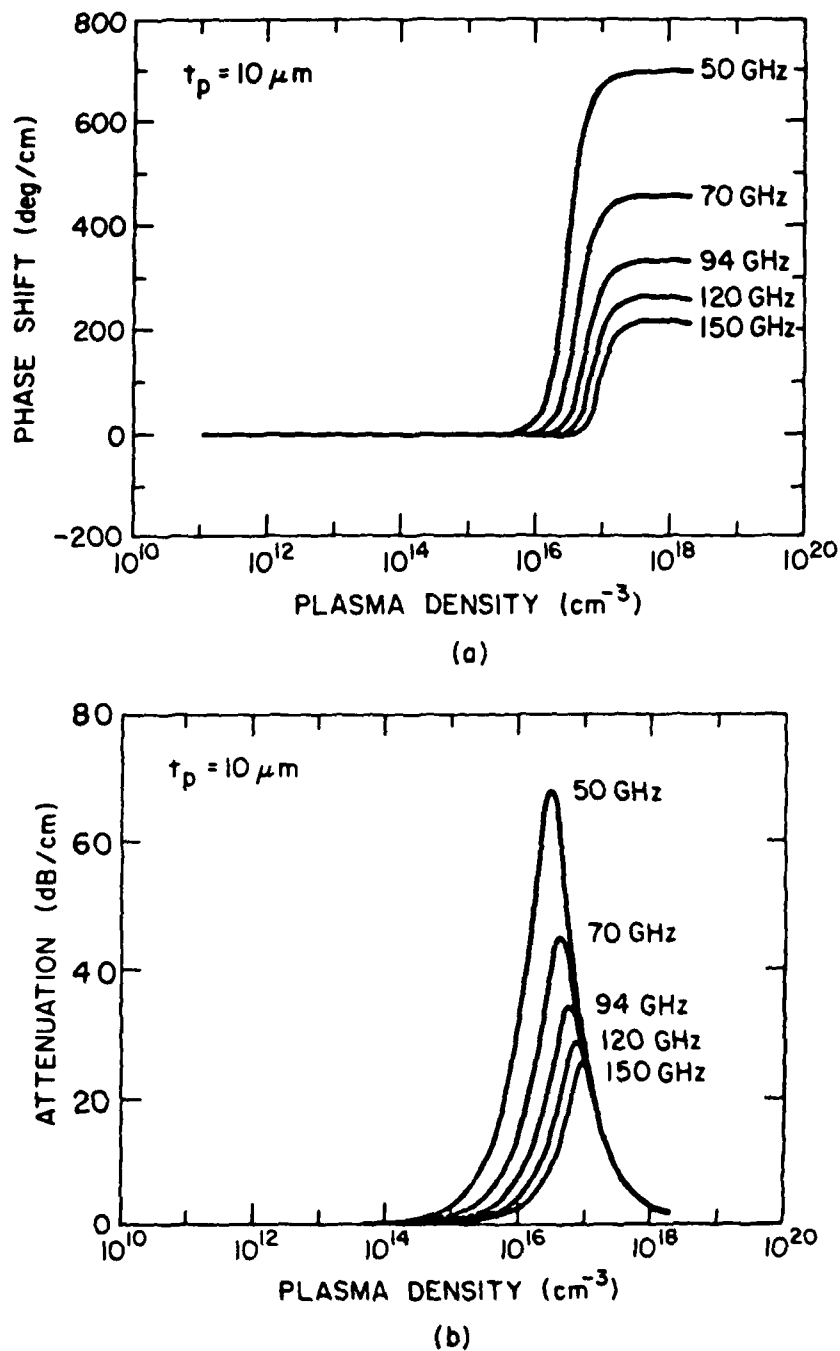 800
600
400
200
0
-200
PHASE SHIFT (deg/cm)
t_p = 10 μm
50 GHz
70 GHz
94 GHz
120 GHz
150 GHz
10^10 10^12 10^14 10^16 10^18 10^20
PLASMA DENSITY (cm^-3)
(a)
80
60
40
20
0
ATTENUATION (dB/cm)
t_p = 10 μm
50 GHz
70 GHz
94 GHz
120 GHz
150 GHz
10^10 10^12 10^14 10^16 10^18 10^20
PLASMA DENSITY (cm^-3)
(b)